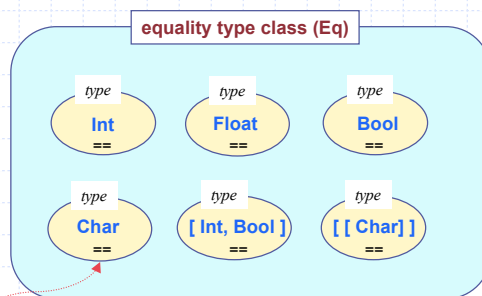 equality type class (Eq)
type type type
Int Float Bool
== == ==
type type type
Char [ Int, Bool ] [ [ Char] ]
== == ==